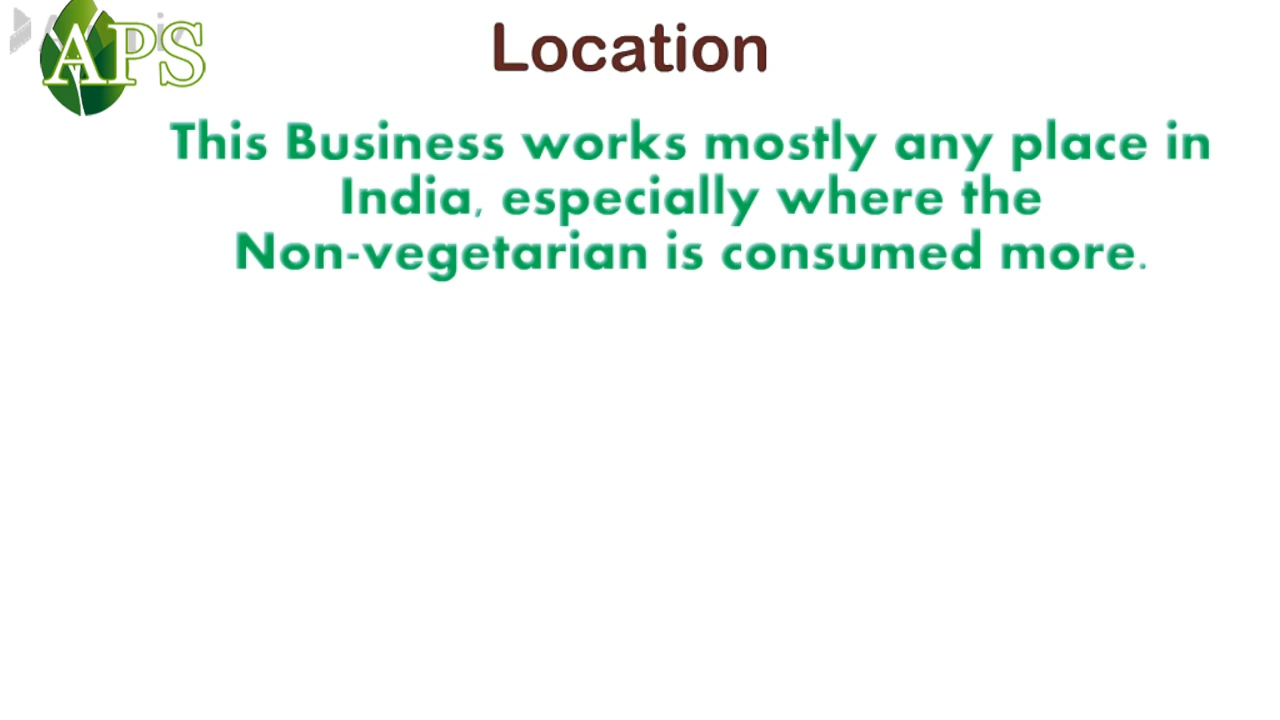 APS
Location
This Business works mostly any place in
India, especially where the
Non-vegetarian is consumed more.